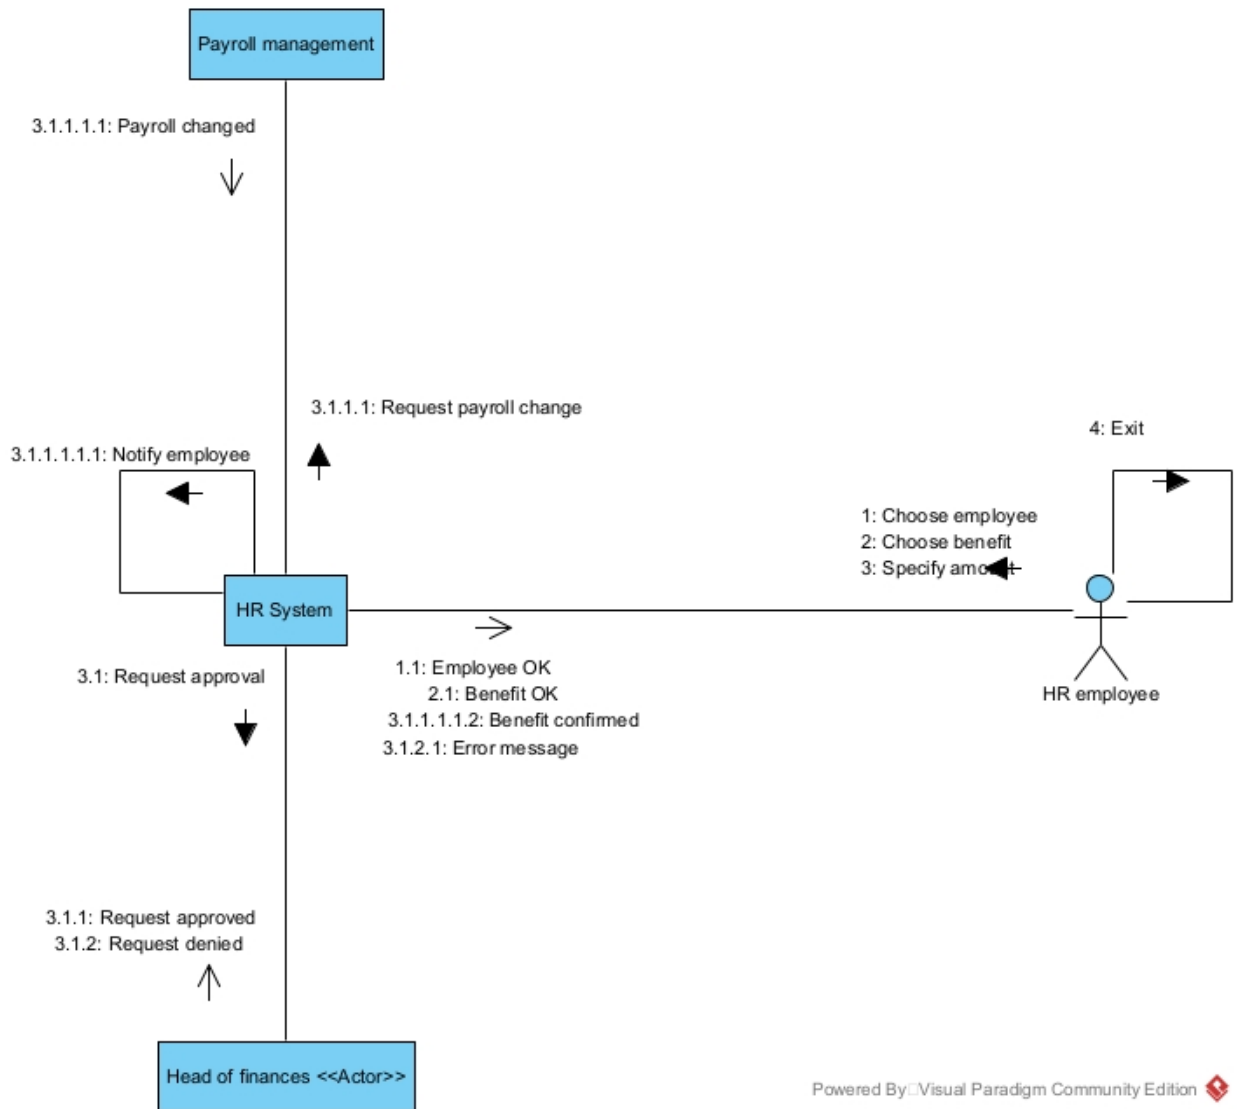 Payroll management
3.1.1.1.1: Payroll changed
3.1.1.1: Request payroll change
4: Exit
3.1.1.1.1.1: Notify employee
1: Choose employee
2: Choose benefit
3: Specify amount
HR System
3.1: Request approval
1.1: Employee OK
2.1: Benefit OK
3.1.1.1.1.2: Benefit confirmed
3.1.2.1: Error message
HR employee
3.1.1: Request approved
3.1.2: Request denied
Head of finances <<Actor>>
Powered By Visual Paradigm Community Edition